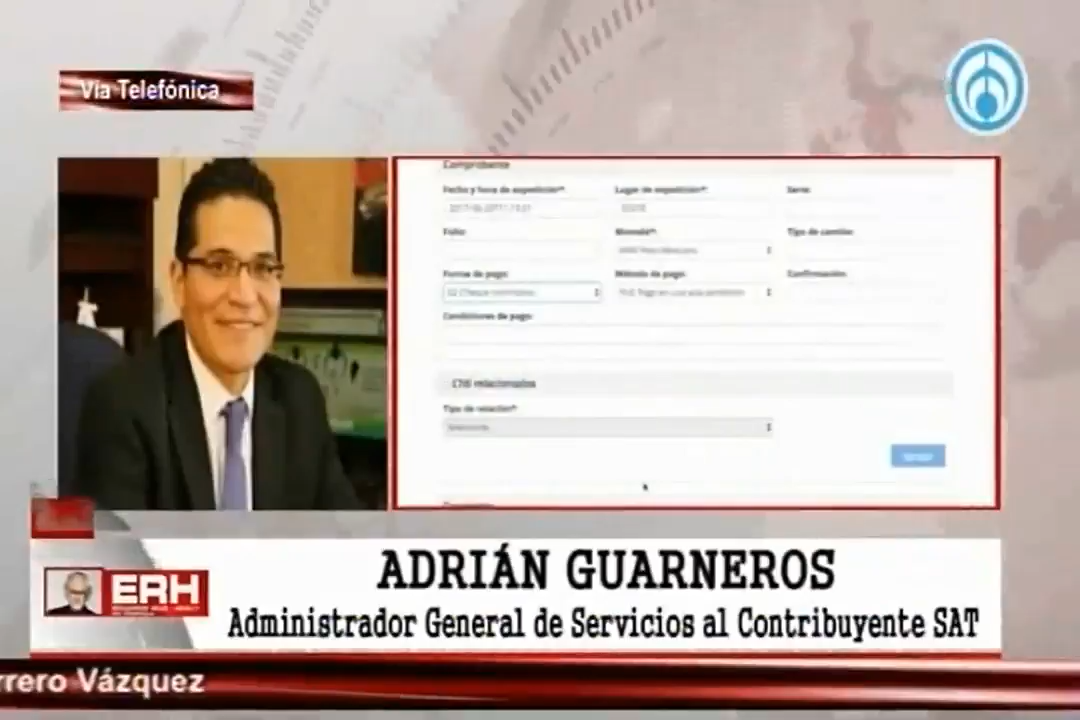 Vía Telefónica
Comprobante
Fecha y hora de expedición* Lugar de expedición* Serie
Folio Moneda* Tipo de cambio
Forma de pago Método de pago Confirmación
Condiciones de pago
CFDI relacionados
Tipo de relación*
ERH
ADRIÁN GUARNEROS
Administrador General de Servicios al Contribuyente SAT
rrero Vázquez